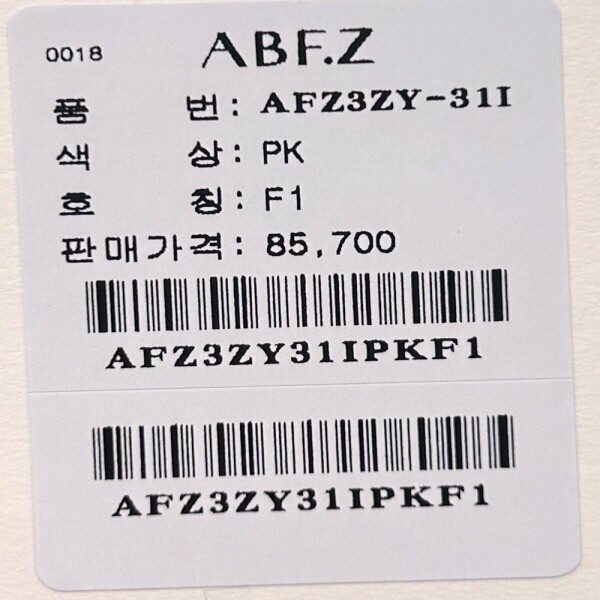 0018 ABF.Z
품 번: AFZ3ZY-31I
색 상: PK
호 칭: F1
판매가격: 85,700
AFZ3ZY31IPKF1
AFZ3ZY31IPKF1